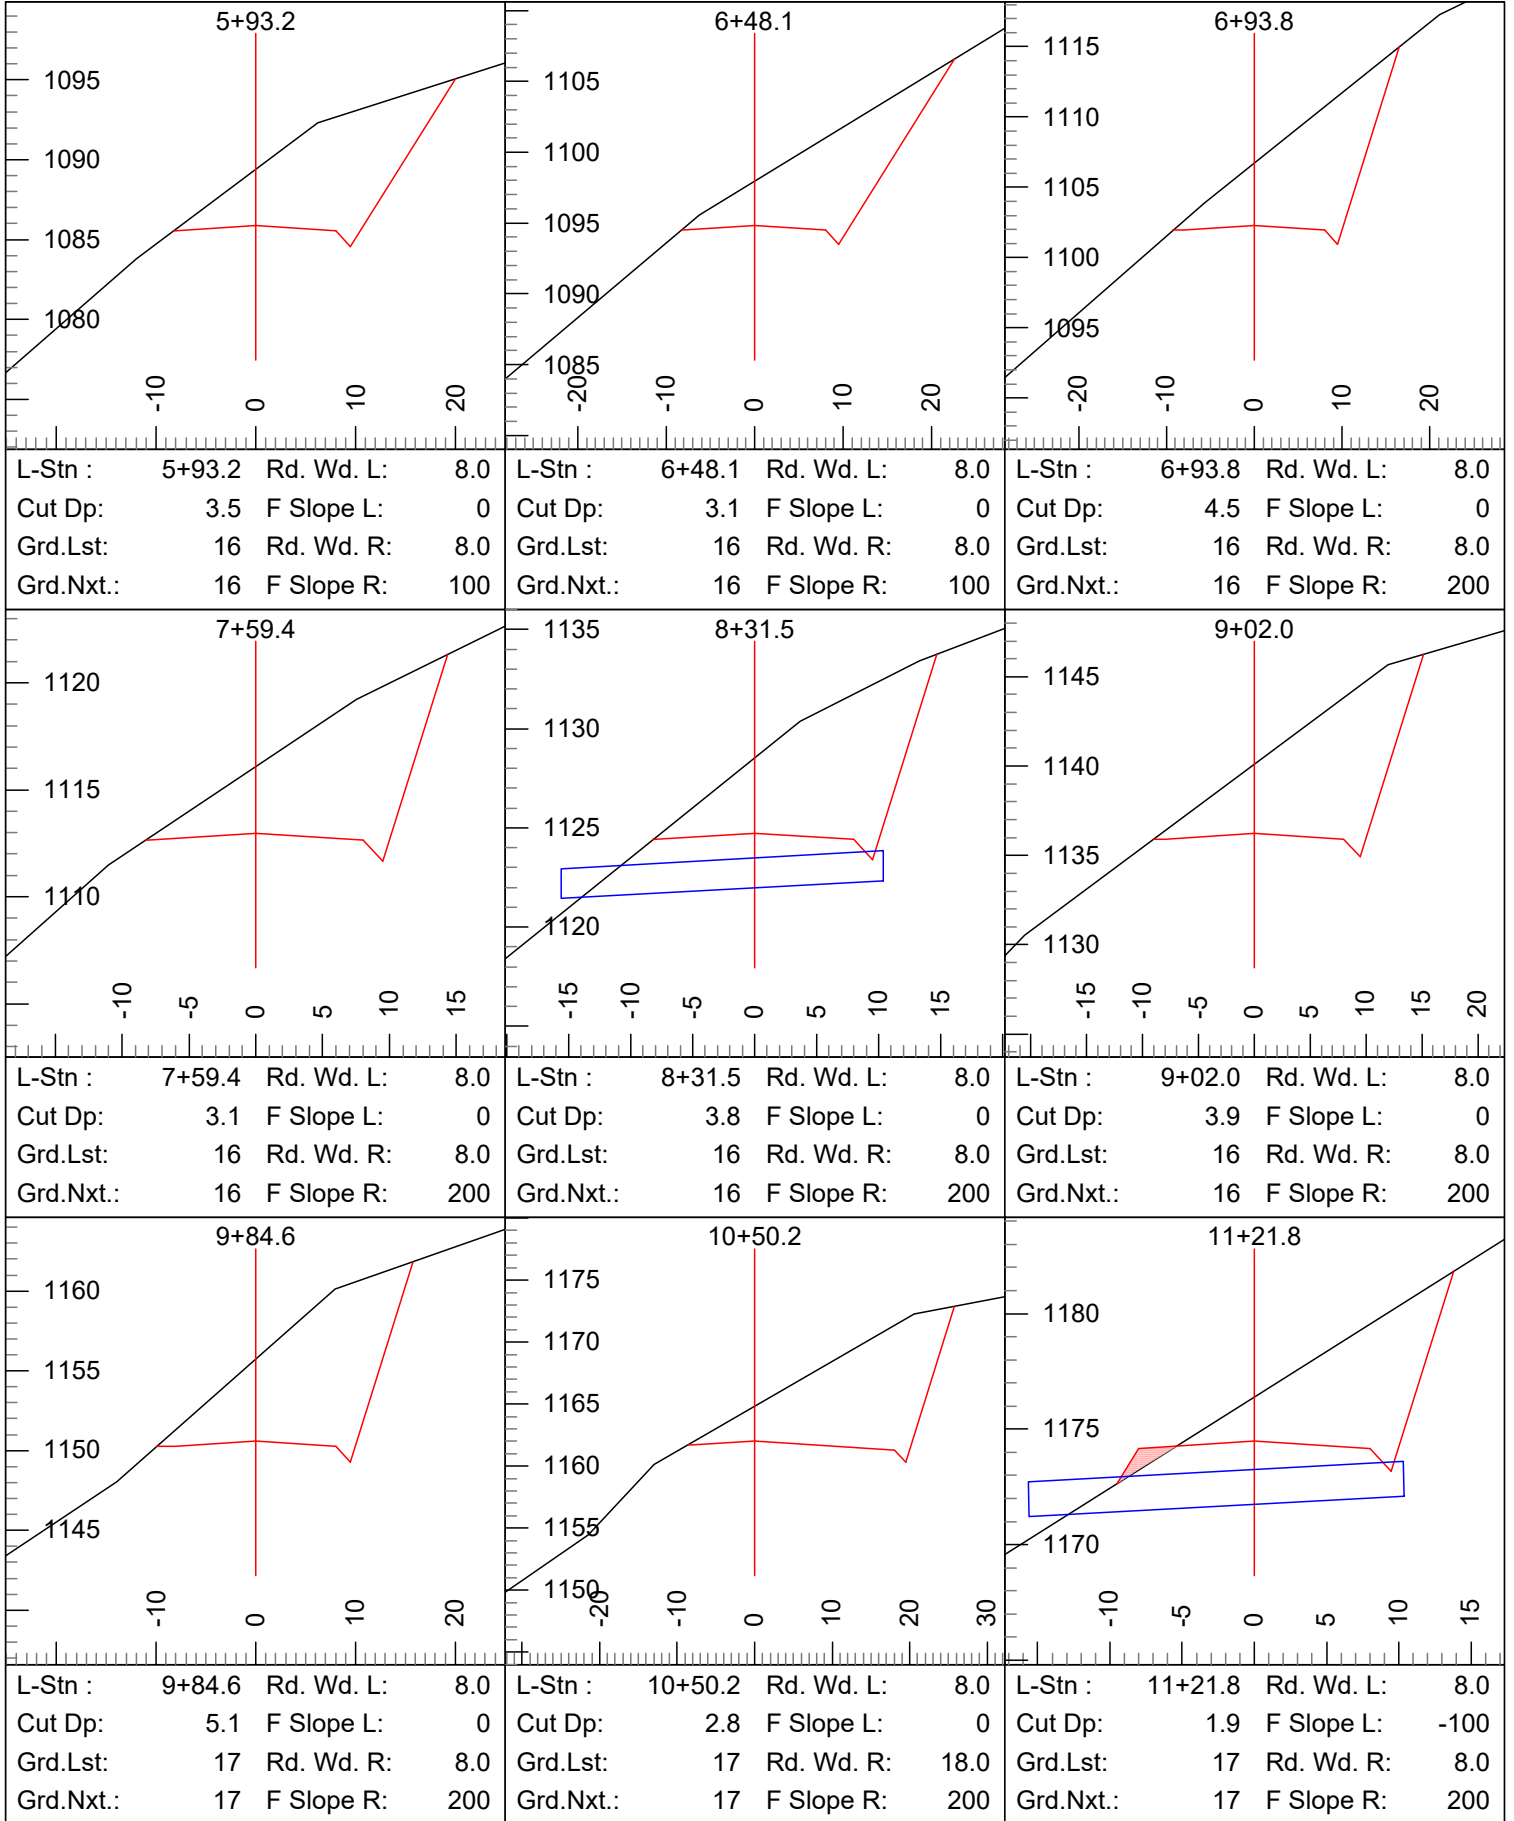 5+93.2
1095
1090
1085
1080
-10 0 10 20
L-Stn : 5+93.2 Rd. Wd. L: 8.0
Cut Dp: 3.5 F Slope L: 0
Grd.Lst: 16 Rd. Wd. R: 8.0
Grd.Nxt.: 16 F Slope R: 100
6+48.1
1105
1100
1095
1090
1085
-20 -10 0 10 20
L-Stn : 6+48.1 Rd. Wd. L: 8.0
Cut Dp: 3.1 F Slope L: 0
Grd.Lst: 16 Rd. Wd. R: 8.0
Grd.Nxt.: 16 F Slope R: 100
6+93.8
1115
1110
1105
1100
1095
-20 -10 0 10 20
L-Stn : 6+93.8 Rd. Wd. L: 8.0
Cut Dp: 4.5 F Slope L: 0
Grd.Lst: 16 Rd. Wd. R: 8.0
Grd.Nxt.: 16 F Slope R: 200
7+59.4
1120
1115
1110
-10 -5 0 5 10 15
L-Stn : 7+59.4 Rd. Wd. L: 8.0
Cut Dp: 3.1 F Slope L: 0
Grd.Lst: 16 Rd. Wd. R: 8.0
Grd.Nxt.: 16 F Slope R: 200
8+31.5
1135
1130
1125
1120
-15 -10 -5 0 5 10 15
L-Stn : 8+31.5 Rd. Wd. L: 8.0
Cut Dp: 3.8 F Slope L: 0
Grd.Lst: 16 Rd. Wd. R: 8.0
Grd.Nxt.: 16 F Slope R: 200
9+02.0
1145
1140
1135
1130
-15 -10 -5 0 5 10 15 20
L-Stn : 9+02.0 Rd. Wd. L: 8.0
Cut Dp: 3.9 F Slope L: 0
Grd.Lst: 16 Rd. Wd. R: 8.0
Grd.Nxt.: 16 F Slope R: 200
9+84.6
1160
1155
1150
1145
-10 0 10 20
L-Stn : 9+84.6 Rd. Wd. L: 8.0
Cut Dp: 5.1 F Slope L: 0
Grd.Lst: 17 Rd. Wd. R: 8.0
Grd.Nxt.: 17 F Slope R: 200
10+50.2
1175
1170
1165
1160
1155
1150
-20 -10 0 10 20 30
L-Stn : 10+50.2 Rd. Wd. L: 8.0
Cut Dp: 2.8 F Slope L: 0
Grd.Lst: 17 Rd. Wd. R: 18.0
Grd.Nxt.: 17 F Slope R: 200
11+21.8
1180
1175
1170
-10 -5 0 5 10 15
L-Stn : 11+21.8 Rd. Wd. L: 8.0
Cut Dp: 1.9 F Slope L: -100
Grd.Lst: 17 Rd. Wd. R: 8.0
Grd.Nxt.: 17 F Slope R: 200